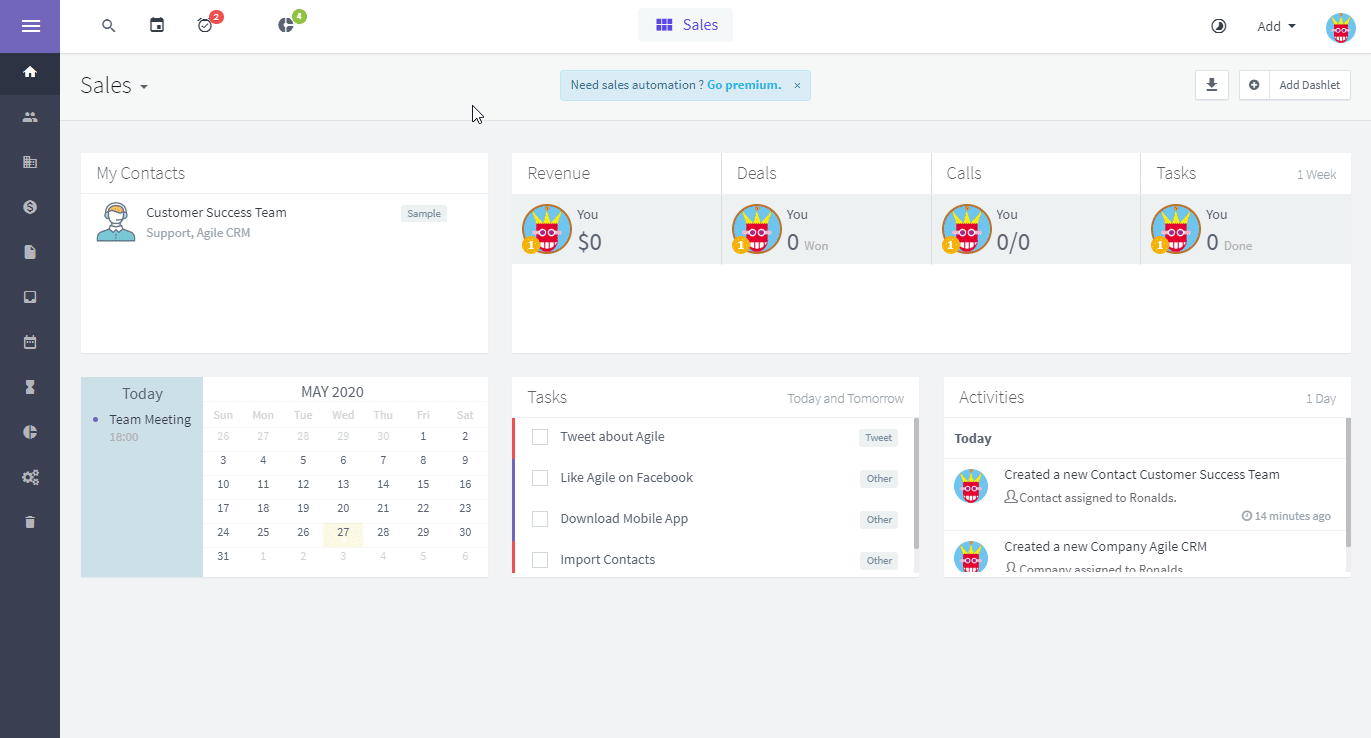 2
4
Sales
Add
Sales
Need sales automation ? Go premium. ×
Add Dashlet
My Contacts
Customer Success Team
Sample
Support, Agile CRM
Revenue
Deals
Calls
Tasks
1 Week
You
$0
1
You
0 Won
1
You
0/0
1
You
0 Done
1
Today
Team Meeting
18:00
MAY 2020
Sun Mon Tue Wed Thu Fri Sat
26 27 28 29 30 1 2
3 4 5 6 7 8 9
10 11 12 13 14 15 16
17 18 19 20 21 22 23
24 25 26 27 28 29 30
31 1 2 3 4 5 6
Tasks
Today and Tomorrow
Tweet about Agile
Tweet
Like Agile on Facebook
Other
Download Mobile App
Other
Import Contacts
Other
Activities
1 Day
Today
Created a new Contact Customer Success Team
Contact assigned to Ronalds.
14 minutes ago
Created a new Company Agile CRM
Company assigned to Ronalds